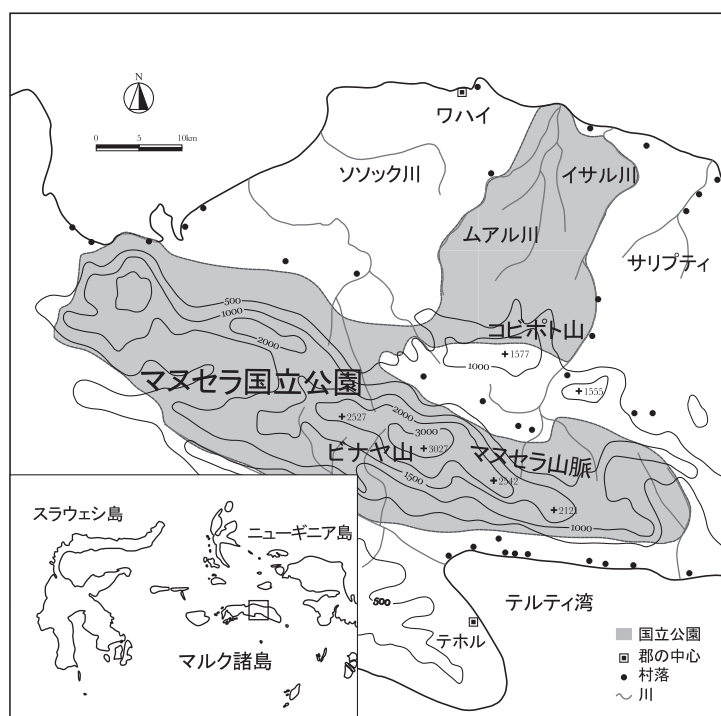 N
0 5 10km
ワハイ
ソソック川
イサル川
ムアル川
サリプティ
500
1000
2000
コビポト山
1577
1000
1555
マヌセラ国立公園
2527
2000
3000
ビナヤ山
3027
マヌセラ山脈
1500
2542
2121
1000
スラウェシ島
ニューギニア島
マルク諸島
500
テルティ湾
テホル
国立公園
郡の中心
村落
川